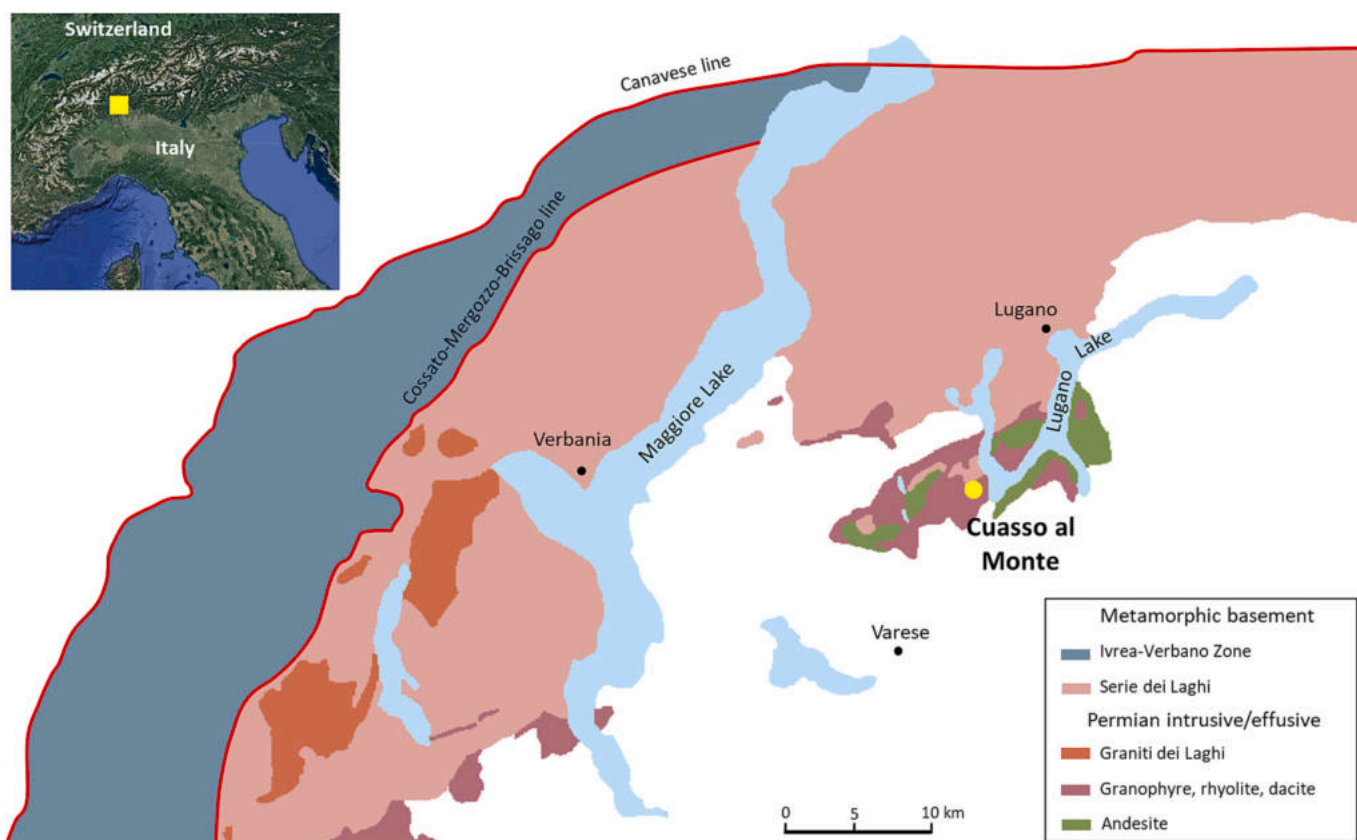 Switzerland
Italy
Canavese line
Cossato-Mergozzo-Brissago line
Maggiore Lake
Verbania
Lugano
Lugano Lake
Cuasso al
Monte
Varese
Metamorphic basement
Ivrea-Verbano Zone
Serie dei Laghi
Permian intrusive/effusive
Graniti dei Laghi
Granophyre, rhyolite, dacite
Andesite
0 5 10 km